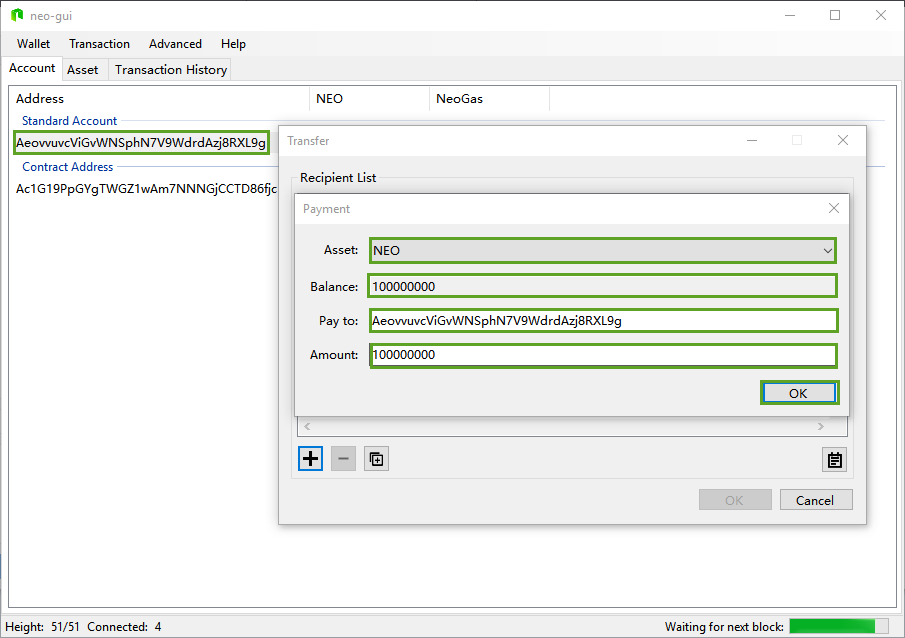 neo-gui
Wallet Transaction Advanced Help
Account Asset Transaction History
Address NEO NeoGas
Standard Account
AeovvuvcViGvWNSphN7V9WdrdAzj8RXL9g
Contract Address
Ac1G19PpGYgTWGZ1wAm7NNNGjCCTD86fjc
Transfer
Recipient List
Payment
Asset: NEO
Balance: 100000000
Pay to: AeovvuvcViGvWNSphN7V9WdrdAzj8RXL9g
Amount: 100000000
OK
OK Cancel
Height: 51/51 Connected: 4 Waiting for next block: